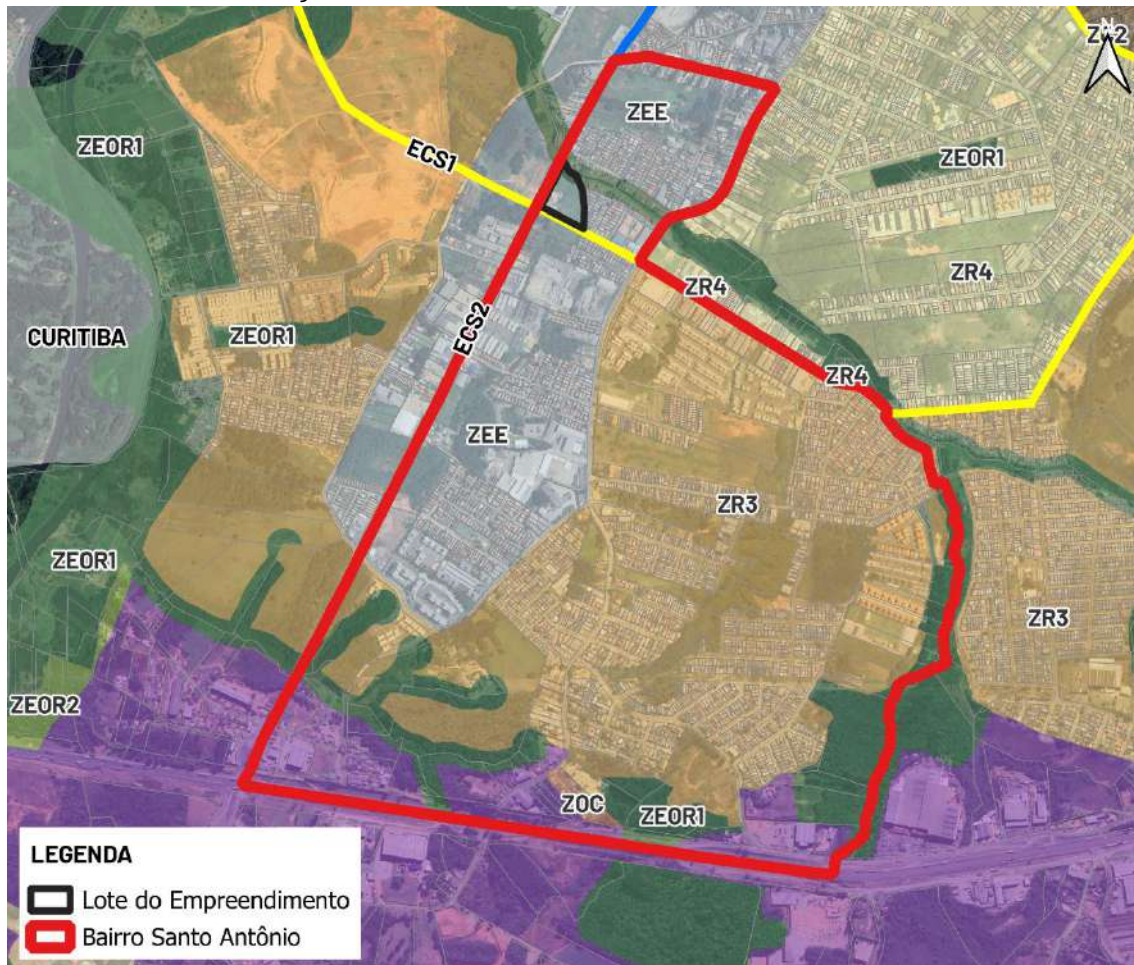 N
ZR2
ZEE
ZEOR1
ECS1
ZEOR1
ZR4
ZR4
ZEOR1
CURITIBA
ECS2
ZR4
ZEE
ZR3
ZEOR1
ZR3
ZEOR2
ZOC
ZEOR1
LEGENDA
Lote do Empreendimento
Bairro Santo Antônio